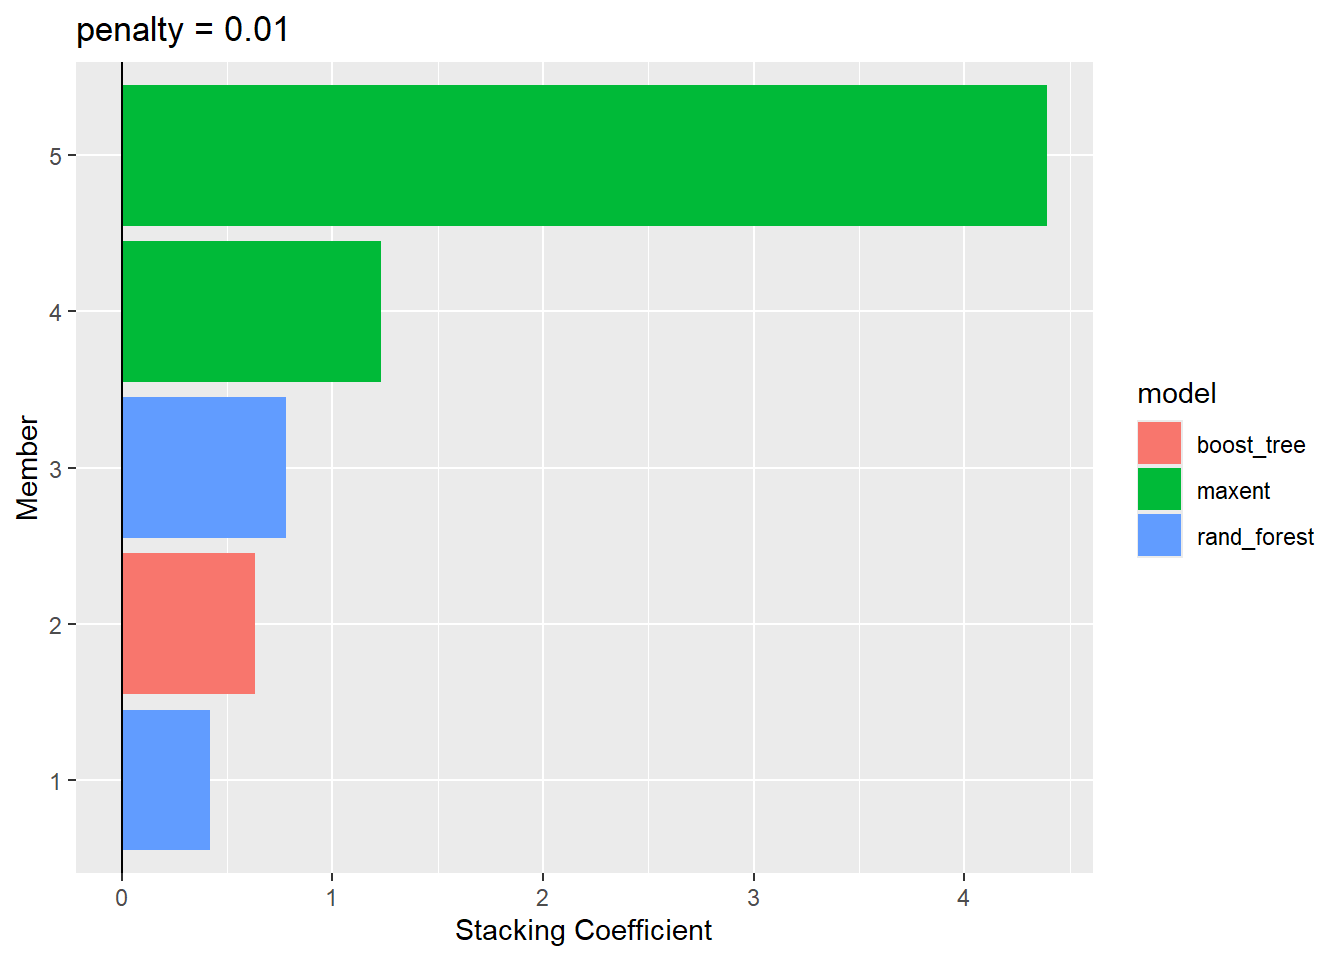 penalty = 0.01
5
4
3
2
1
Member
0 1 2 3 4
Stacking Coefficient
model
boost_tree
maxent
rand_forest